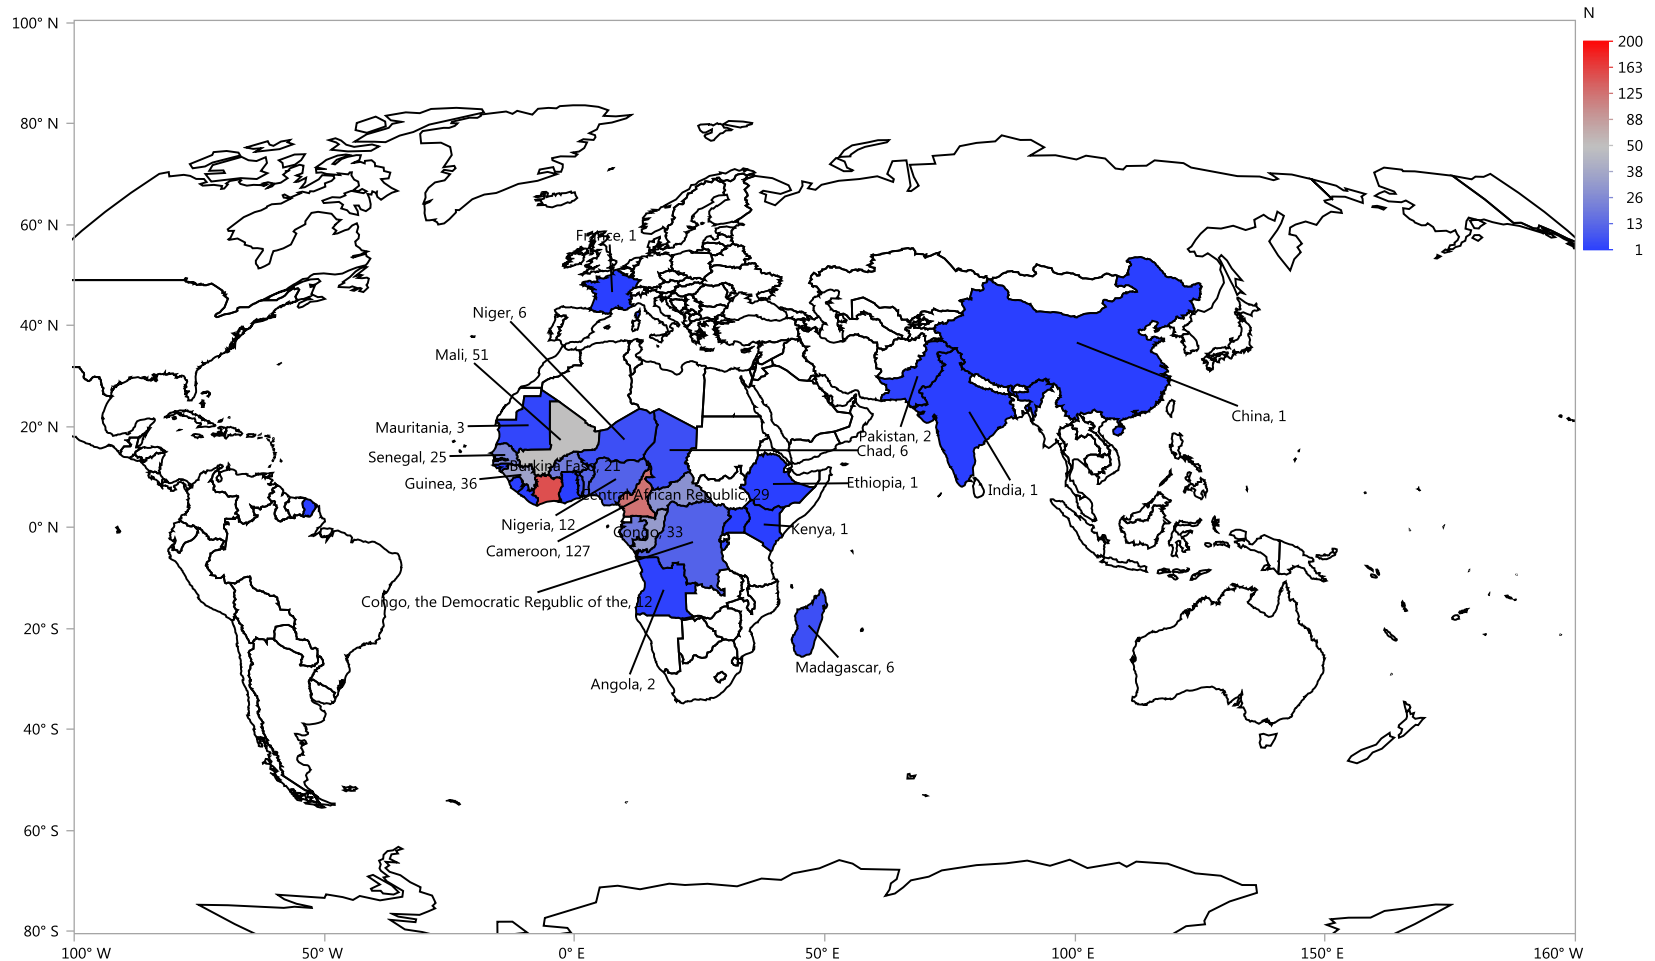 N
100° N
80° N
60° N
40° N
20° N
0° N
20° S
40° S
60° S
80° S
200
163
125
88
50
38
26
13
1
France, 1
Niger, 6
Mali, 51
Mauritania, 3
Senegal, 25
Guinea, 36
Burkina Faso, 21
Central African Republic, 29
Nigeria, 12
Cameroon, 127
Congo, 33
Congo, the Democratic Republic of the, 12
Angola, 2
Madagascar, 6
Kenya, 1
Ethiopia, 1
Chad, 6
Pakistan, 2
India, 1
China, 1
100° W
50° W
0° E
50° E
100° E
150° E
160° W